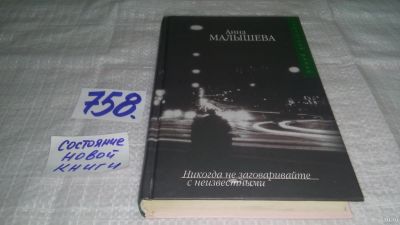 758.
состояние
новой
книги
Анна
МАЛЫШЕВА
Никогда не заговаривайте
с неизвестными